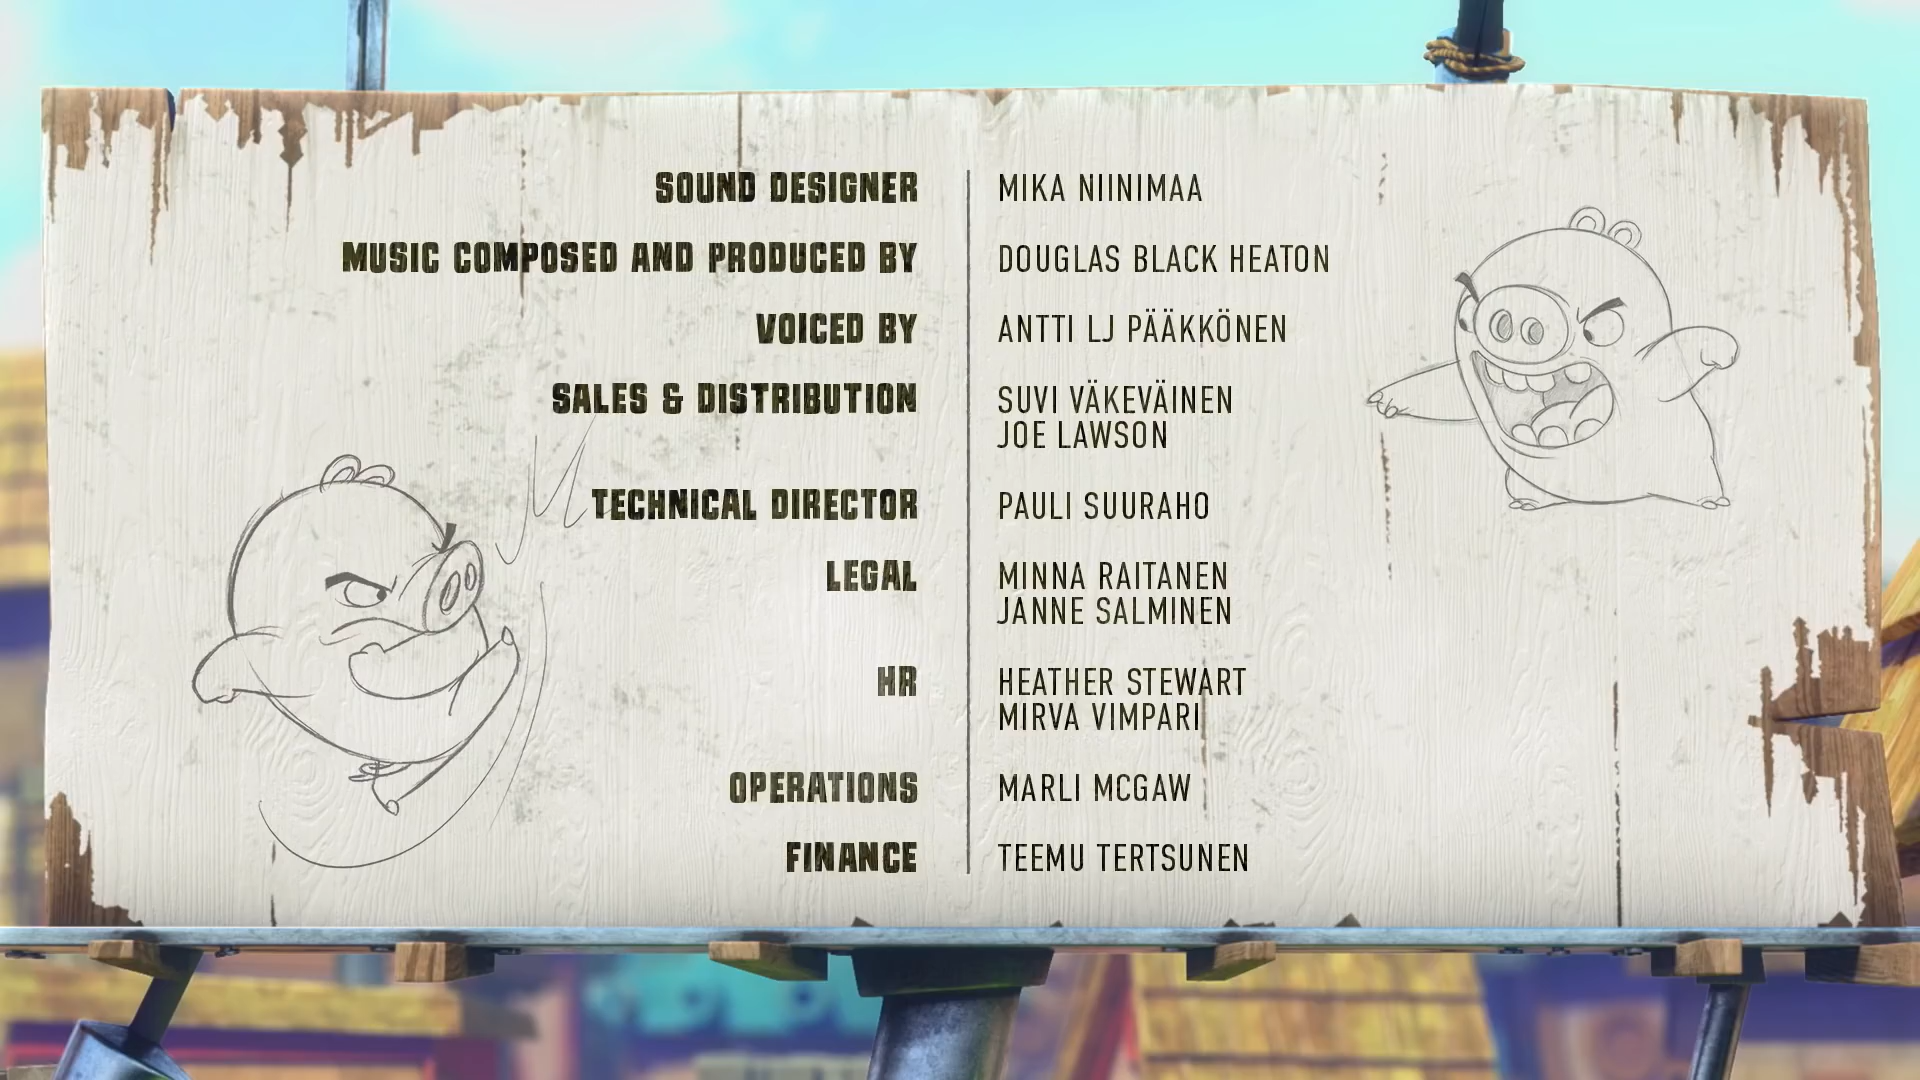 SOUND DESIGNER MIKA NIINIMAA
MUSIC COMPOSED AND PRODUCED BY DOUGLAS BLACK HEATON
VOICED BY ANTTI LJ PÄÄKKÖNEN
SALES & DISTRIBUTION SUVI VÄKEVÄINEN
JOE LAWSON
TECHNICAL DIRECTOR PAULI SUURAHO
LEGAL MINNA RAITANEN
JANNE SALMINEN
HR HEATHER STEWART
MIRVA VIMPARI
OPERATIONS MARLI MCGAW
FINANCE TEEMU TERTSUNEN